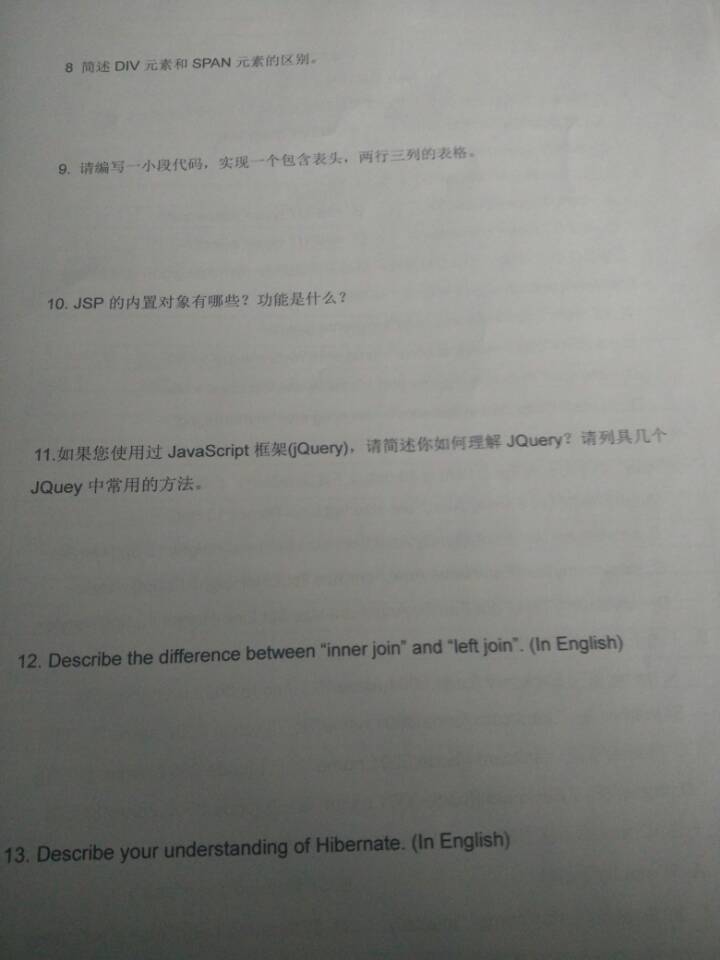 8 简述 DIV 元素和 SPAN 元素的区别。
9. 请编写一小段代码，实现一个包含表头，两行三列的表格。
10. JSP 的内置对象有哪些？功能是什么？
11.如果您使用过 JavaScript 框架(jQuery)，请简述你如何理解 JQuery？请列具几个
JQuey 中常用的方法。
12. Describe the difference between “inner join” and “left join”. (In English)
13. Describe your understanding of Hibernate. (In English)